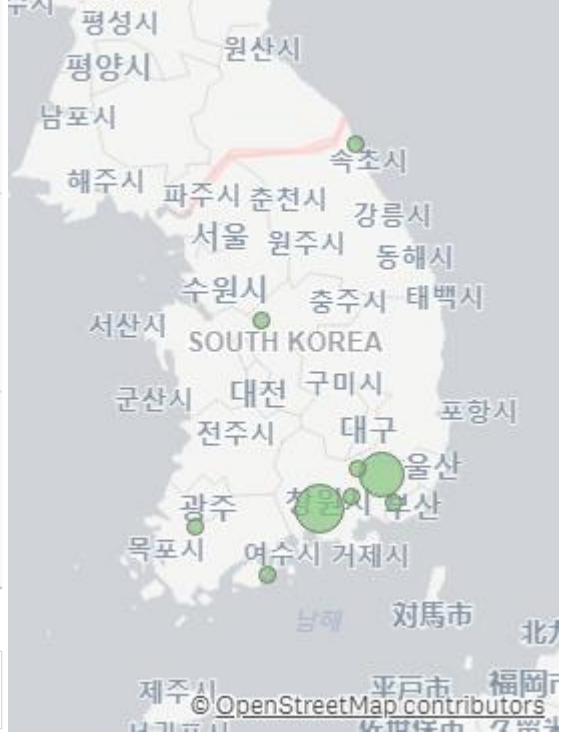 평성시
원산시
평양시
남포시
속초시
해주시
파주시
춘천시
강릉시
서울
원주시
동해시
수원시
충주시
태백시
서산시
SOUTH KOREA
대전
구미시
군산시
포항시
전주시
대구
울산
창원시
부산
광주
목포시
여수시
거제시
남해
対馬市
제주시
平戸市
福岡市
© OpenStreetMap contributors